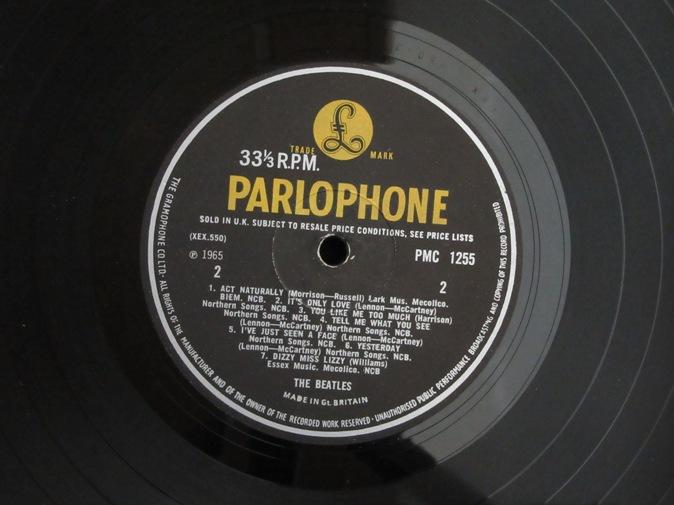 £
TRADE MARK
33⅓ R.P.M.
PARLOPHONE
SOLD IN U.K. SUBJECT TO RESALE PRICE CONDITIONS, SEE PRICE LISTS
(XEX.550)
℗ 1965
PMC 1255
2
2
1. ACT NATURALLY (Morrison—Russell) Lark Mus. Mecolico.
BIEM. NCB. 2. IT'S ONLY LOVE (Lennon—McCartney)
Northern Songs. NCB. 3. YOU LIKE ME TOO MUCH (Harrison)
Northern Songs. NCB. 4. TELL ME WHAT YOU SEE
(Lennon—McCartney) Northern Songs. NCB.
5. I'VE JUST SEEN A FACE (Lennon—McCartney)
Northern Songs. NCB. 6. YESTERDAY
(Lennon—McCartney) Northern Songs. NCB.
7. DIZZY MISS LIZZY (Williams)
Essex Music. Mecolico. NCB
THE BEATLES
MADE IN Gt. BRITAIN
THE GRAMOPHONE CO. LTD · ALL RIGHTS OF THE MANUFACTURER AND OF THE OWNER OF THE RECORDED WORK RESERVED · UNAUTHORISED PUBLIC PERFORMANCE BROADCASTING AND COPYING OF THIS RECORD PROHIBITED